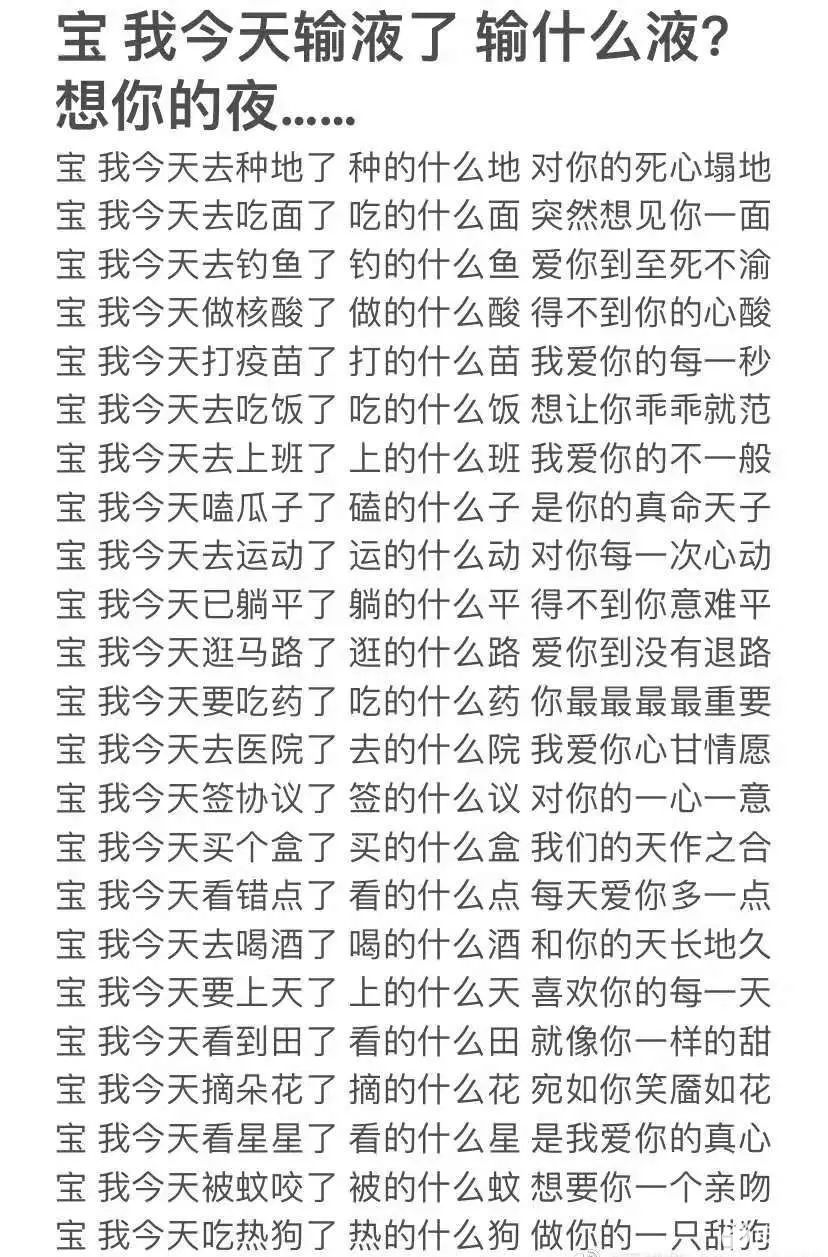 宝 我今天输液了 输什么液?
想你的夜……
宝 我今天去种地了 种的什么地 对你的死心塌地
宝 我今天去吃面了 吃的什么面 突然想见你一面
宝 我今天去钓鱼了 钓的什么鱼 爱你到至死不渝
宝 我今天做核酸了 做的什么酸 得不到你的心酸
宝 我今天打疫苗了 打的什么苗 我爱你的每一秒
宝 我今天去吃饭了 吃的什么饭 想让你乖乖就范
宝 我今天去上班了 上的什么班 我爱你的不一般
宝 我今天嗑瓜子了 磕的什么子 是你的真命天子
宝 我今天去运动了 运的什么动 对你每一次心动
宝 我今天已躺平了 躺的什么平 得不到你意难平
宝 我今天逛马路了 逛的什么路 爱你到没有退路
宝 我今天要吃药了 吃的什么药 你最最最最重要
宝 我今天去医院了 去的什么院 我爱你心甘情愿
宝 我今天签协议了 签的什么议 对你的一心一意
宝 我今天买个盒了 买的什么盒 我们的天作之合
宝 我今天看错点了 看的什么点 每天爱你多一点
宝 我今天去喝酒了 喝的什么酒 和你的天长地久
宝 我今天要上天了 上的什么天 喜欢你的每一天
宝 我今天看到田了 看的什么田 就像你一样的甜
宝 我今天摘朵花了 摘的什么花 宛如你笑靥如花
宝 我今天看星星了 看的什么星 是我爱你的真心
宝 我今天被蚊咬了 被的什么蚊 想要你一个亲吻
宝 我今天吃热狗了 热的什么狗 做你的一只甜狗